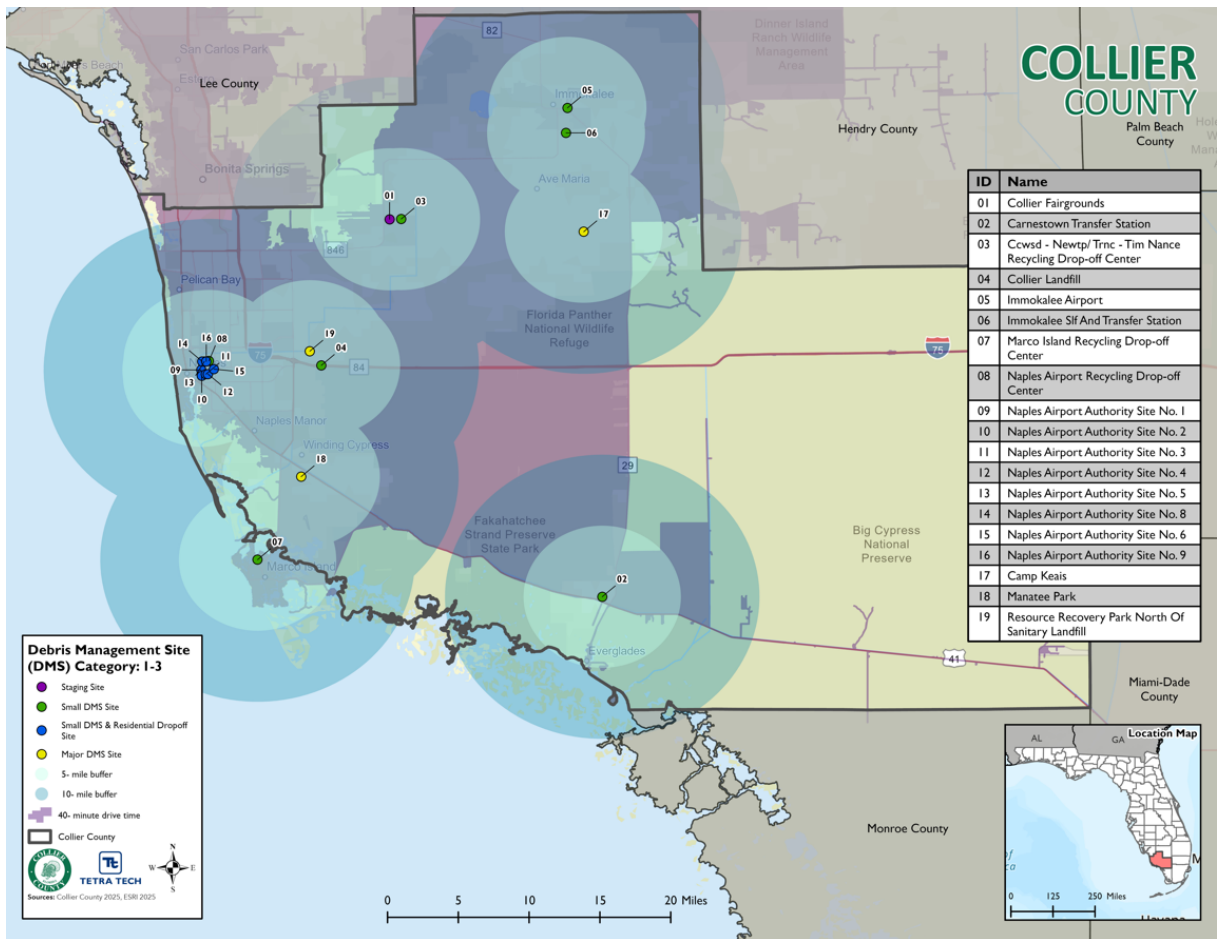 COLLIER
COUNTY
82
Dinner Island
Ranch Wildlife
Management
Area
San Carlos Park
Lee County
Immokalee
05
06
Hendry County
Palm Beach
County
Bonita Springs
Ave Maria
01
03
17
846
Pelican Bay
Florida Panther
National Wildlife
Refuge
19
04
16
08
14
11
09
15
13
12
10
75
84
75
Naples Manor
Winding Cypress
18
29
Fakahatchee
Strand Preserve
State Park
Big Cypress
National
Preserve
07
Marco Island
02
Everglades
41
Miami-Dade
County
Monroe County
ID Name
01 Collier Fairgrounds
02 Carnestown Transfer Station
03 Ccwsd - Newtp/ Trnc - Tim Nance
Recycling Drop-off Center
04 Collier Landfill
05 Immokalee Airport
06 Immokalee Slf And Transfer Station
07 Marco Island Recycling Drop-off
Center
08 Naples Airport Recycling Drop-off
Center
09 Naples Airport Authority Site No. 1
10 Naples Airport Authority Site No. 2
11 Naples Airport Authority Site No. 3
12 Naples Airport Authority Site No. 4
13 Naples Airport Authority Site No. 5
14 Naples Airport Authority Site No. 8
15 Naples Airport Authority Site No. 6
16 Naples Airport Authority Site No. 9
17 Camp Keais
18 Manatee Park
19 Resource Recovery Park North Of
Sanitary Landfill
Debris Management Site
(DMS) Category: 1-3
Staging Site
Small DMS Site
Small DMS & Residential Dropoff
Site
Major DMS Site
5- mile buffer
10- mile buffer
40- minute drive time
Collier County
COLLIER
COUNTY
TETRA TECH
N
W E
S
Sources: Collier County 2025, ESRI 2025
0 5 10 15 20 Miles
Location Map
AL
GA
0 125 250 Miles